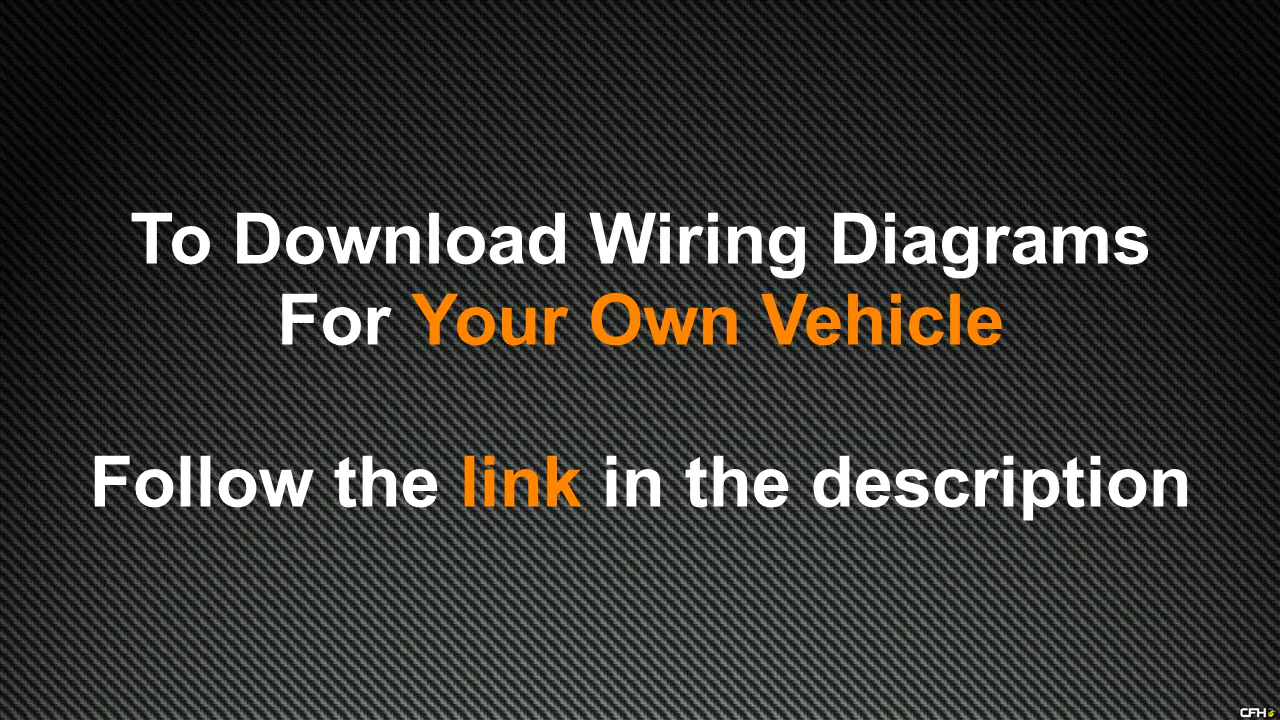 To Download Wiring Diagrams
For Your Own Vehicle
Follow the link in the description
CFH